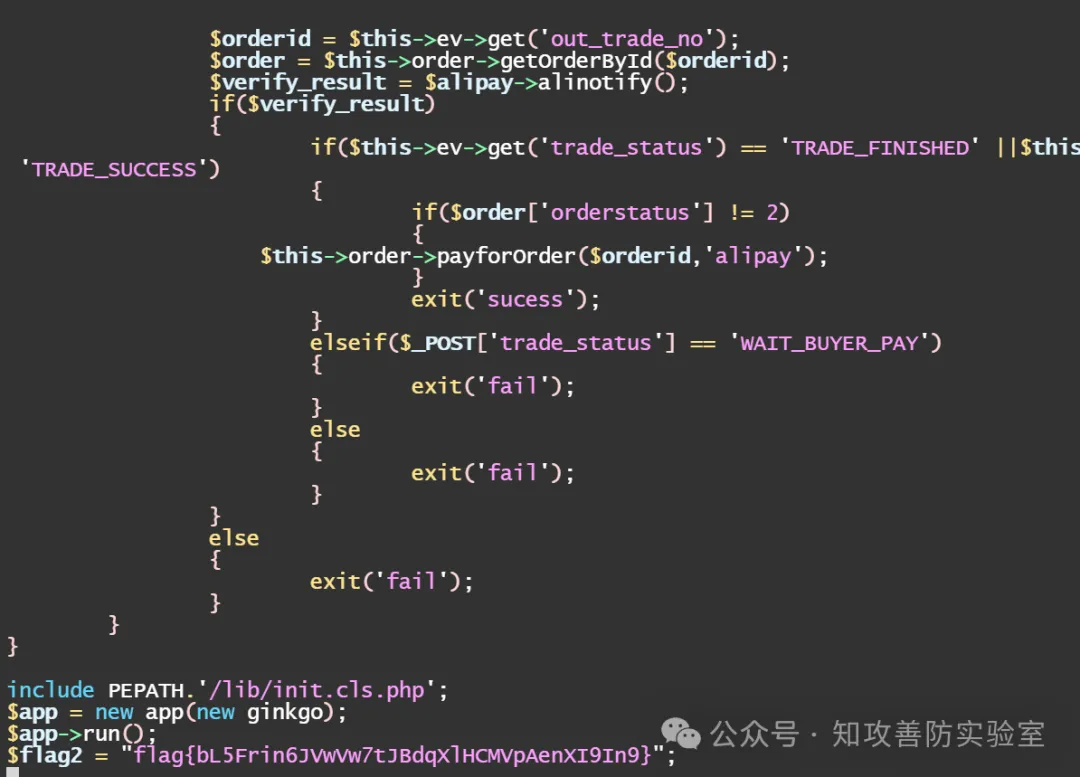 $orderid = $this->ev->get('out_trade_no');
$order = $this->order->getOrderById($orderid);
$verify_result = $alipay->alinotify();
if($verify_result)
{
if($this->ev->get('trade_status') == 'TRADE_FINISHED' ||$this
'TRADE_SUCCESS')
{
if($order['orderstatus'] != 2)
{
$this->order->payforOrder($orderid,'alipay');
}
exit('sucess');
}
elseif($_POST['trade_status'] == 'WAIT_BUYER_PAY')
{
exit('fail');
}
else
{
exit('fail');
}
}
else
{
exit('fail');
}
}
}
include PEPATH.'/lib/init.cls.php';
$app = new app(new ginkgo);
$app->run();
$flag2 = "flag{bL5Frin6JVwVw7tJBdqXlHCMVpAenXI9In9}";
公众号 · 知攻善防实验室